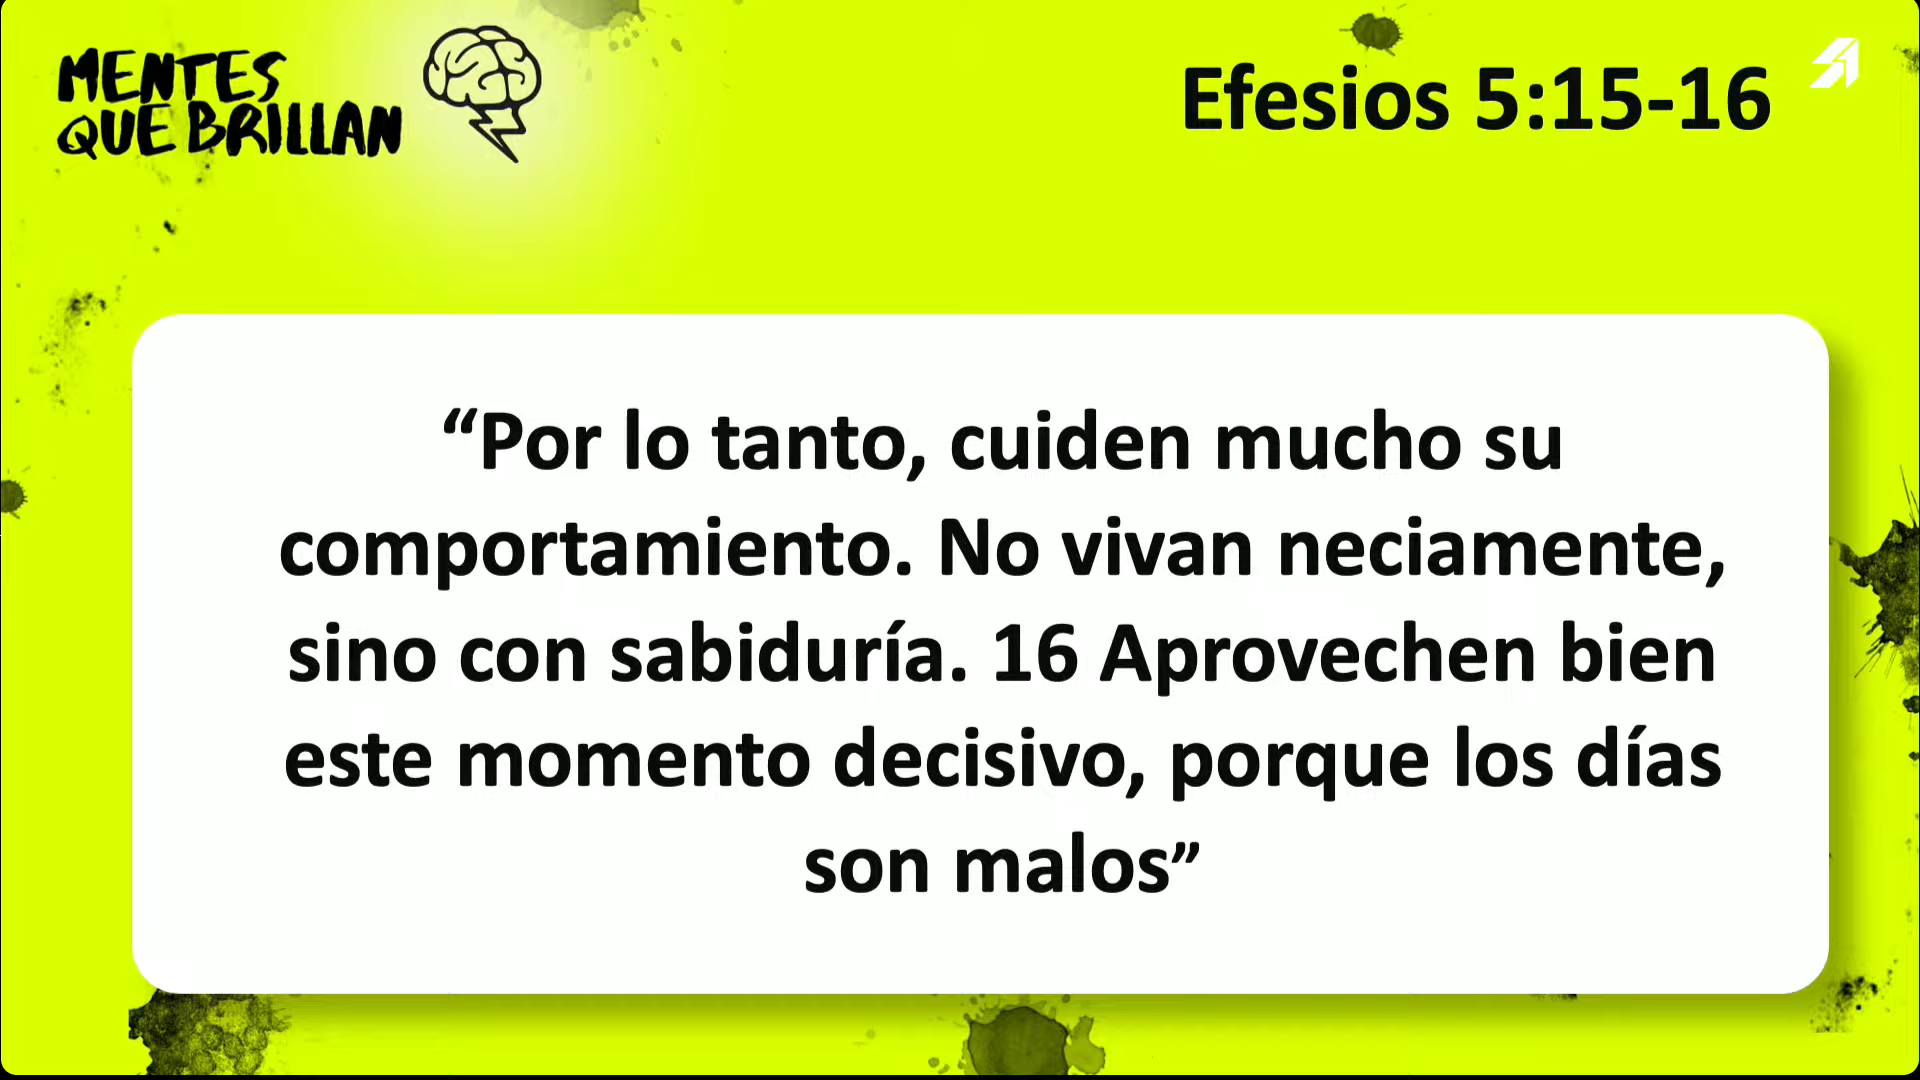 MENTES
QUE BRILLAN
Efesios 5:15-16
“Por lo tanto, cuiden mucho su
comportamiento. No vivan neciamente,
sino con sabiduría. 16 Aprovechen bien
este momento decisivo, porque los días
son malos”